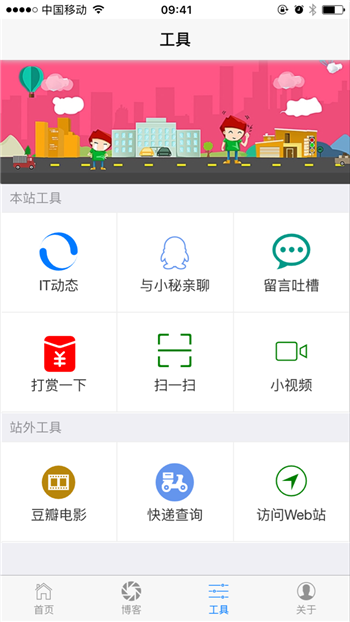 中国移动 09:41
工具
本站工具
IT动态 与小秘亲聊 留言吐槽
打赏一下 扫一扫 小视频
站外工具
豆瓣电影 快递查询 访问Web站
首页 博客 工具 关于